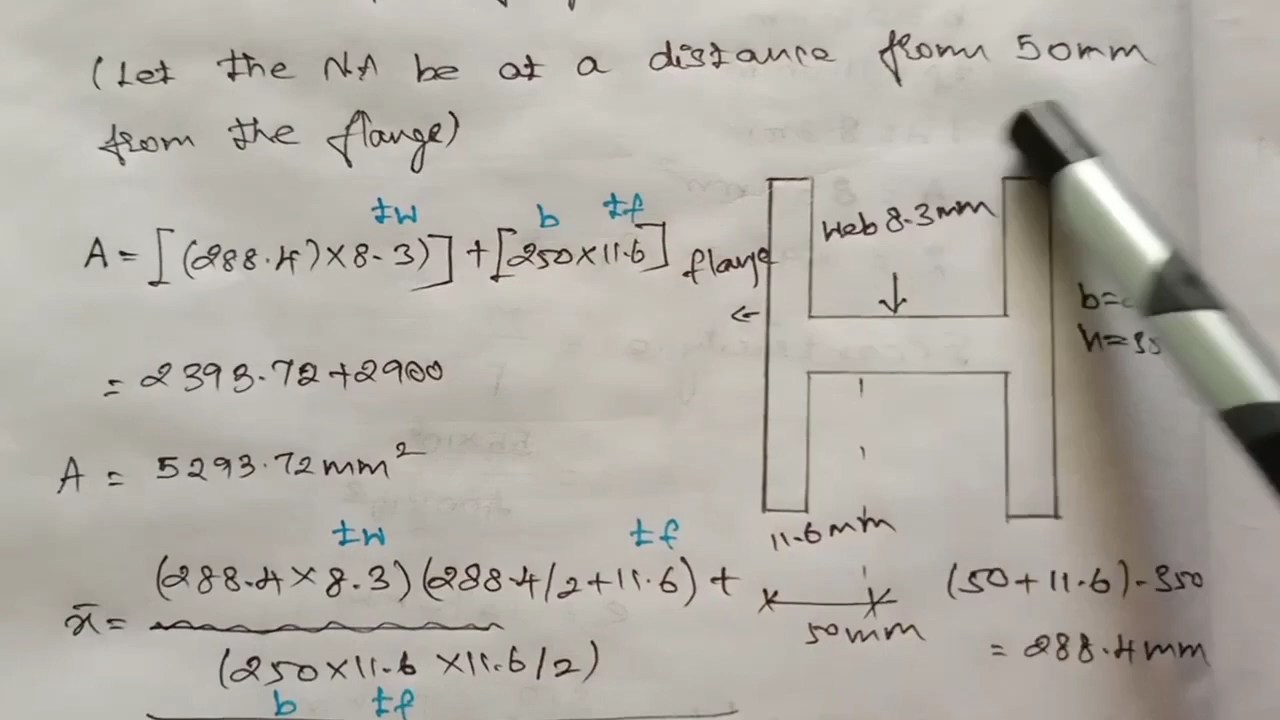 (Let the NA be at a distance from 50mm
from the flange)
tw b tf
A = [(288.4)×8.3)] + [250×11.6]
flange
←
web 8.3mm
↓
b=
h=
= 2393.72+2900
A = 5293.72mm²
11.6mm
50mm
(50+11.6)-350
= 288.4mm
tw tf
x̄ = (288.4×8.3)(288.4/2+11.6) +
(250×11.6×11.6/2)
b tf